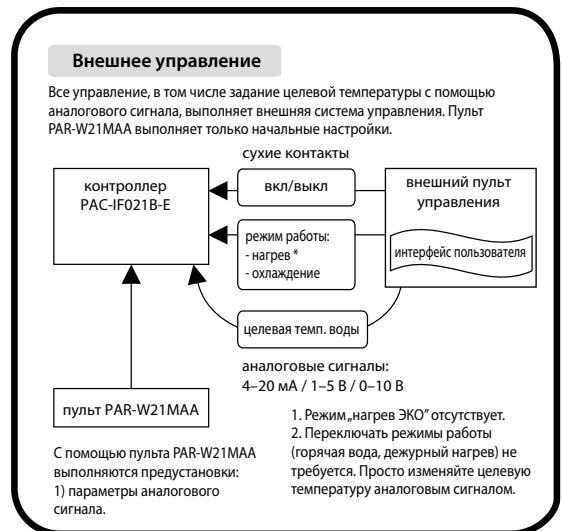 Внешнее управление
Все управление, в том числе задание целевой температуры с помощью
аналогового сигнала, выполняет внешняя система управления. Пульт
PAR-W21MAA выполняет только начальные настройки.
сухие контакты
контроллер
PAC-IF021B-E
вкл/выкл
внешний пульт
управления
режим работы:
- нагрев *
- охлаждение
интерфейс пользователя
целевая темп. воды
аналоговые сигналы:
4–20 мА / 1–5 В / 0–10 В
пульт PAR-W21MAA
С помощью пульта PAR-W21MAA
выполняются предустановки:
1) параметры аналогового
сигнала.
1. Режим „нагрев ЭКО” отсутствует.
2. Переключать режимы работы
(горячая вода, дежурный нагрев) не
требуется. Просто изменяйте целевую
температуру аналоговым сигналом.